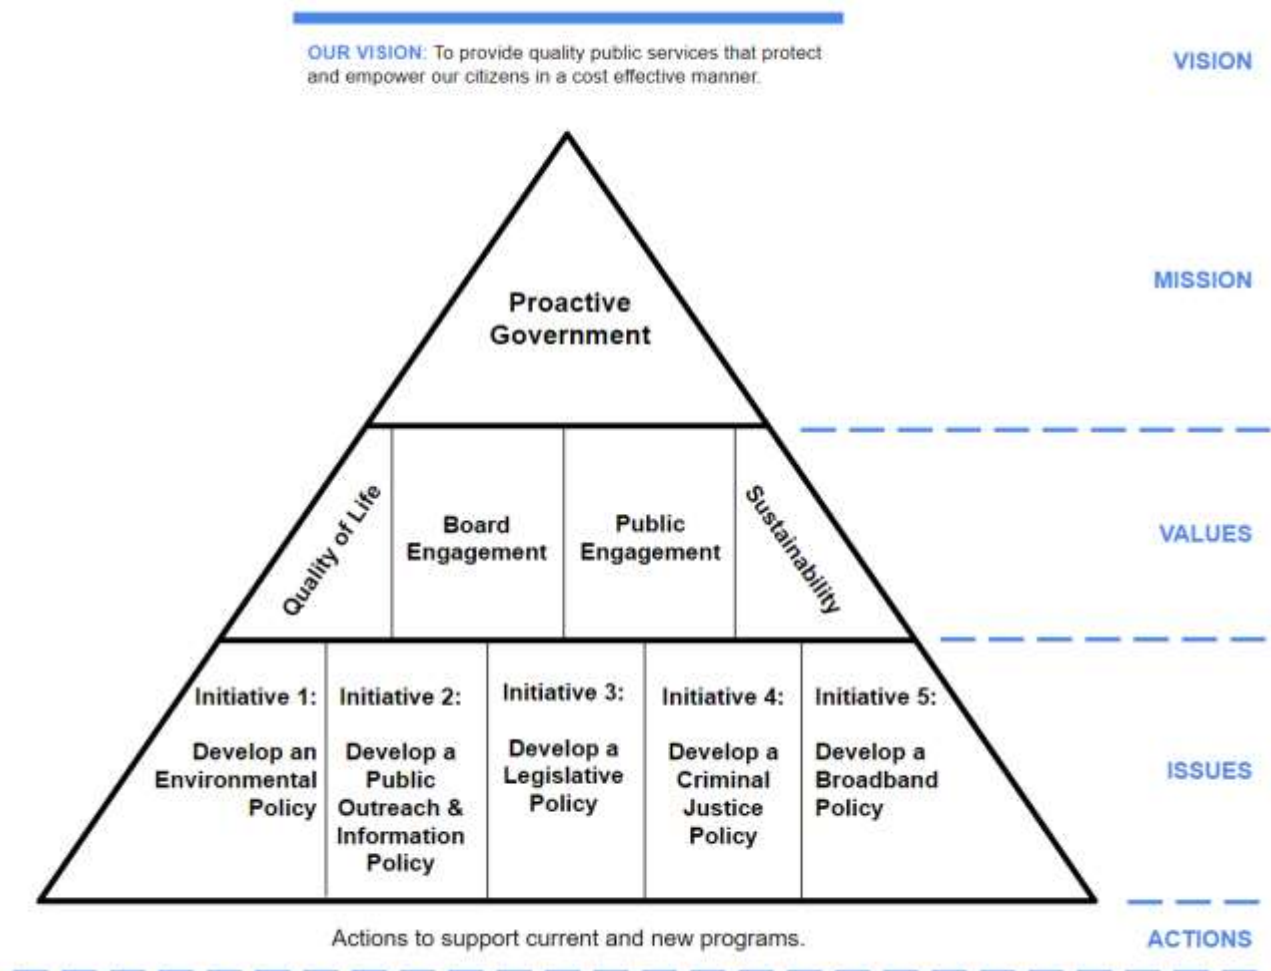 OUR VISION: To provide quality public services that protect
and empower our citizens in a cost effective manner.
VISION
MISSION
Proactive
Government
Quality of Life
Board
Engagement
Public
Engagement
Sustainability
VALUES
Initiative 1:
Develop an
Environmental
Policy
Initiative 2:
Develop a
Public
Outreach &
Information
Policy
Initiative 3:
Develop a
Legislative
Policy
Initiative 4:
Develop a
Criminal
Justice
Policy
Initiative 5:
Develop a
Broadband
Policy
ISSUES
Actions to support current and new programs.
ACTIONS